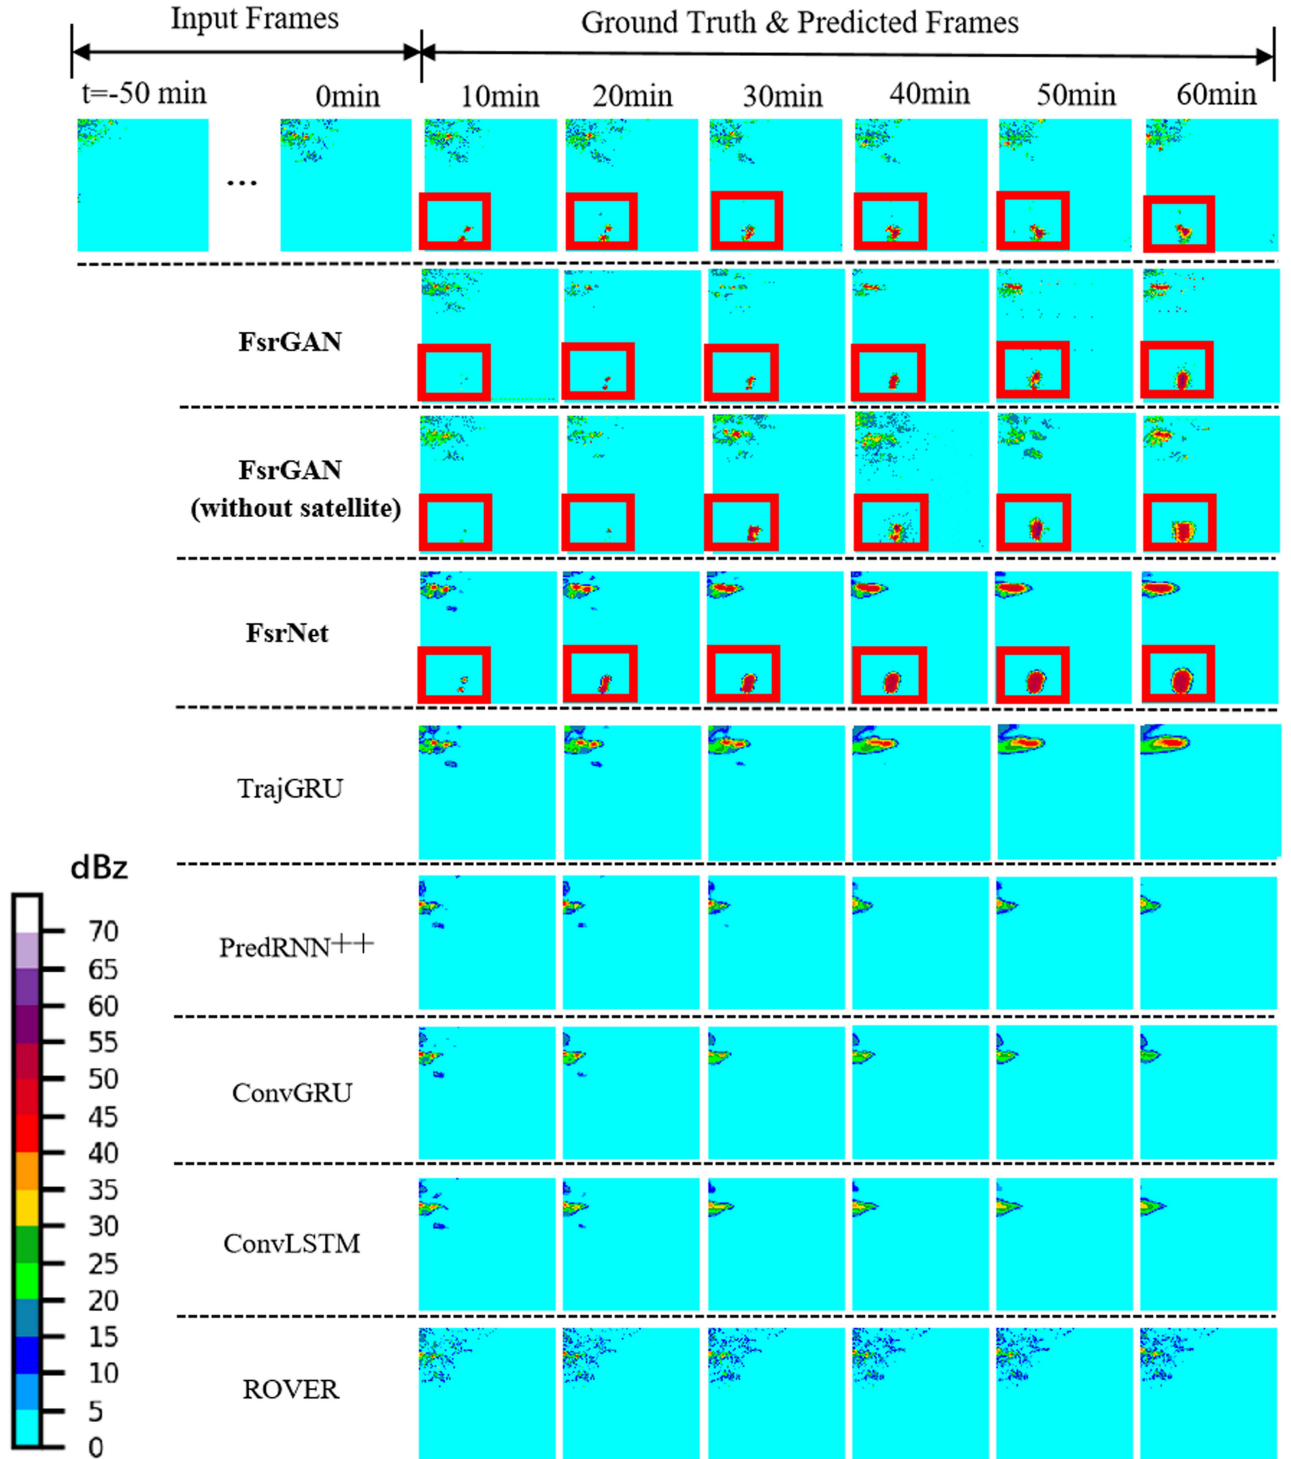 Input Frames
Ground Truth & Predicted Frames
t=-50 min
0min
10min
20min
30min
40min
50min
60min
...
FsrGAN
FsrGAN
(without satellite)
FsrNet
TrajGRU
dBz
PredRNN++
ConvGRU
ConvLSTM
ROVER
70
65
60
55
50
45
40
35
30
25
20
15
10
5
0